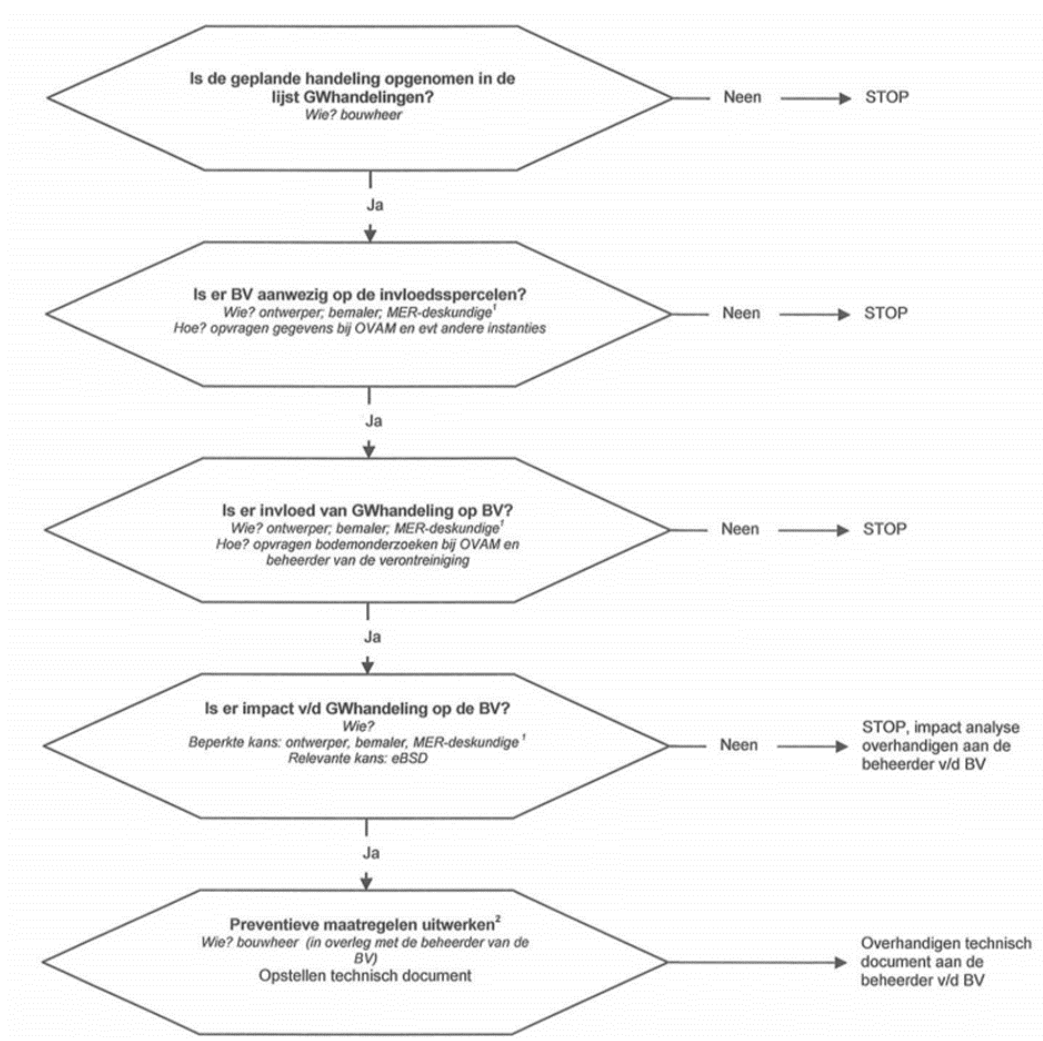 Is de geplande handeling opgenomen in de
lijst GWhandelingen?
Wie? bouwheer
Neen
STOP
Ja
Is er BV aanwezig op de invloedsspercelen?
Wie? ontwerper; bemaler; MER-deskundige¹
Hoe? opvragen gegevens bij OVAM en evt andere instanties
Neen
STOP
Ja
Is er invloed van GWhandeling op BV?
Wie? ontwerper; bemaler; MER-deskundige¹
Hoe? opvragen bodemonderzoeken bij OVAM en
beheerder van de verontreiniging
Neen
STOP
Ja
Is er impact v/d GWhandeling op de BV?
Wie?
Beperkte kans: ontwerper, bemaler, MER-deskundige¹
Relevante kans: eBSD
Neen
STOP, impact analyse
overhandigen aan de
beheerder v/d BV
Ja
Preventieve maatregelen uitwerken²
Wie? bouwheer (in overleg met de beheerder van de
BV)
Opstellen technisch document
Overhandigen technisch
document aan de
beheerder v/d BV